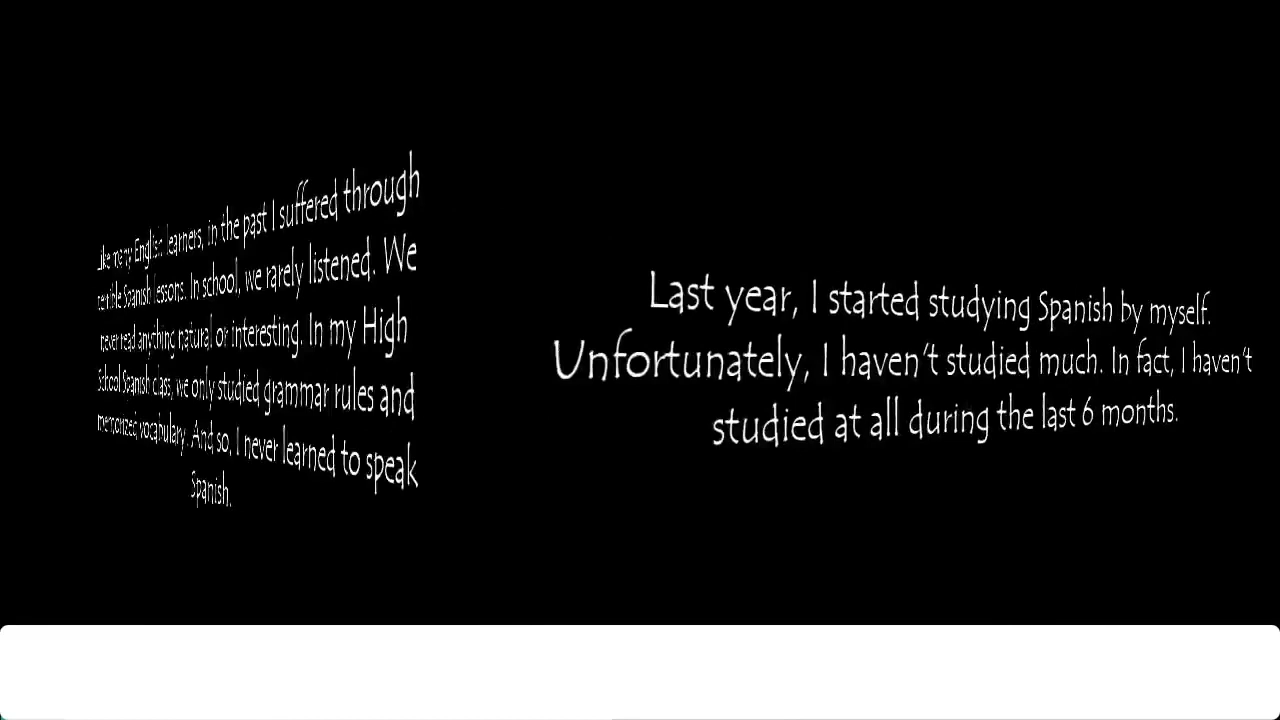 Like many English learners, in the past I suffered through
terrible Spanish lessons. In school, we rarely listened. We
never read anything natural or interesting. In my High
School Spanish class, we only studied grammar rules and
memorized vocabulary. And so, I never learned to speak
Spanish.
Last year, I started studying Spanish by myself.
Unfortunately, I haven't studied much. In fact, I haven't
studied at all during the last 6 months.